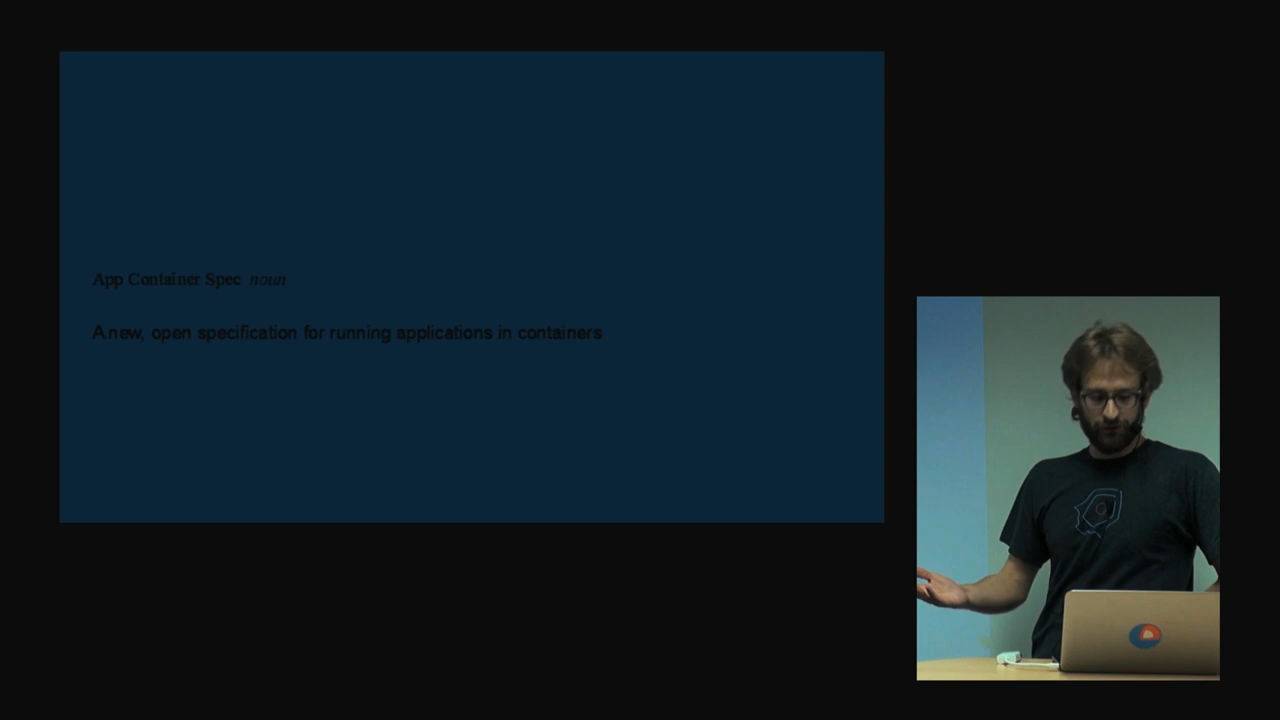 App Container Spec noun
A new, open specification for running applications in containers